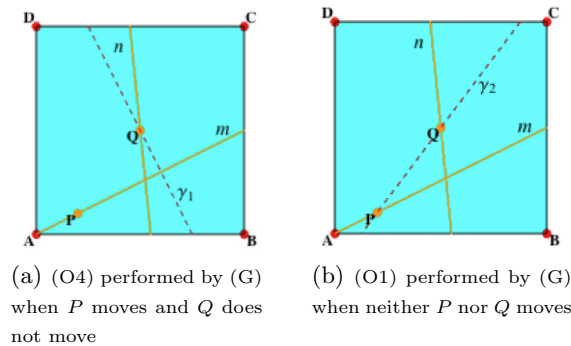 D C D C
n n
γ₂
Q m Q m
γ₁
P P
A B A B
(a) (O4) performed by (G) (b) (O1) performed by (G)
when P moves and Q does when neither P nor Q moves
not move